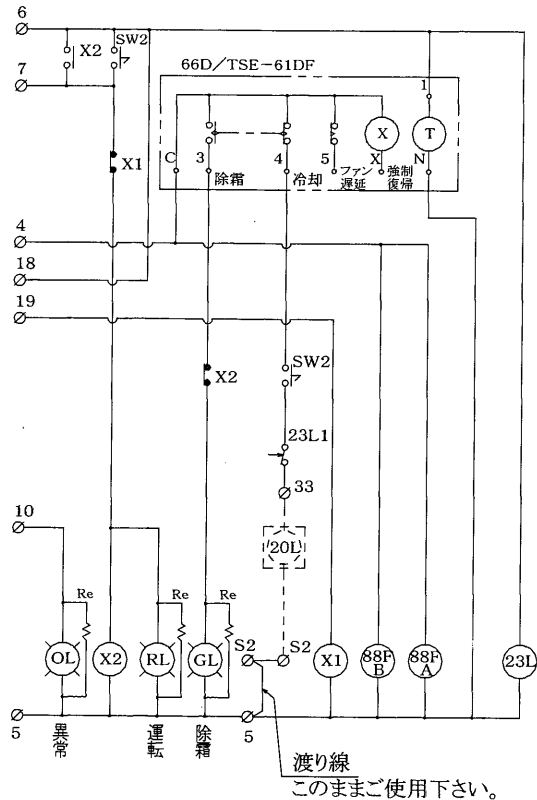 6
X2
SW2
66D/TSE-61DF
7
1
X
T
X1
C
3
4
5
X
N
除霜
冷却
ファン
遅延
強制
復帰
4
18
19
X2
SW2
23L1
33
10
20L
Re
Re
Re
S2
S2
OL
X2
RL
GL
X1
88F
B
88F
A
23L
5
異常
運転
除霜
5
渡り線
このままご使用下さい。